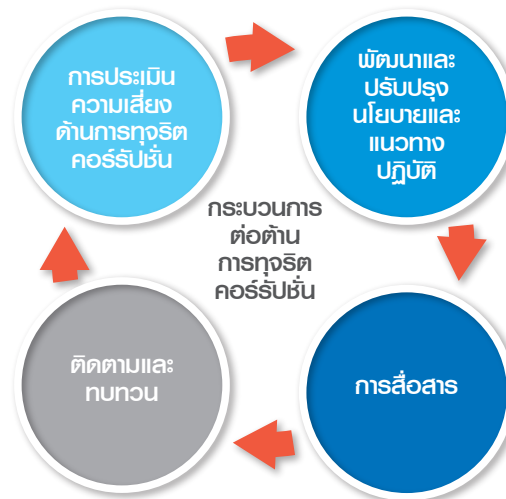 การประเมิน
ความเสี่ยง
ด้านการทุจริต
คอร์รัปชั่น
พัฒนาและ
ปรับปรุง
นโยบายและ
แนวทาง
ปฏิบัติ
กระบวนการ
ต่อต้าน
การทุจริต
คอร์รัปชั่น
ติดตามและ
ทบทวน
การสื่อสาร